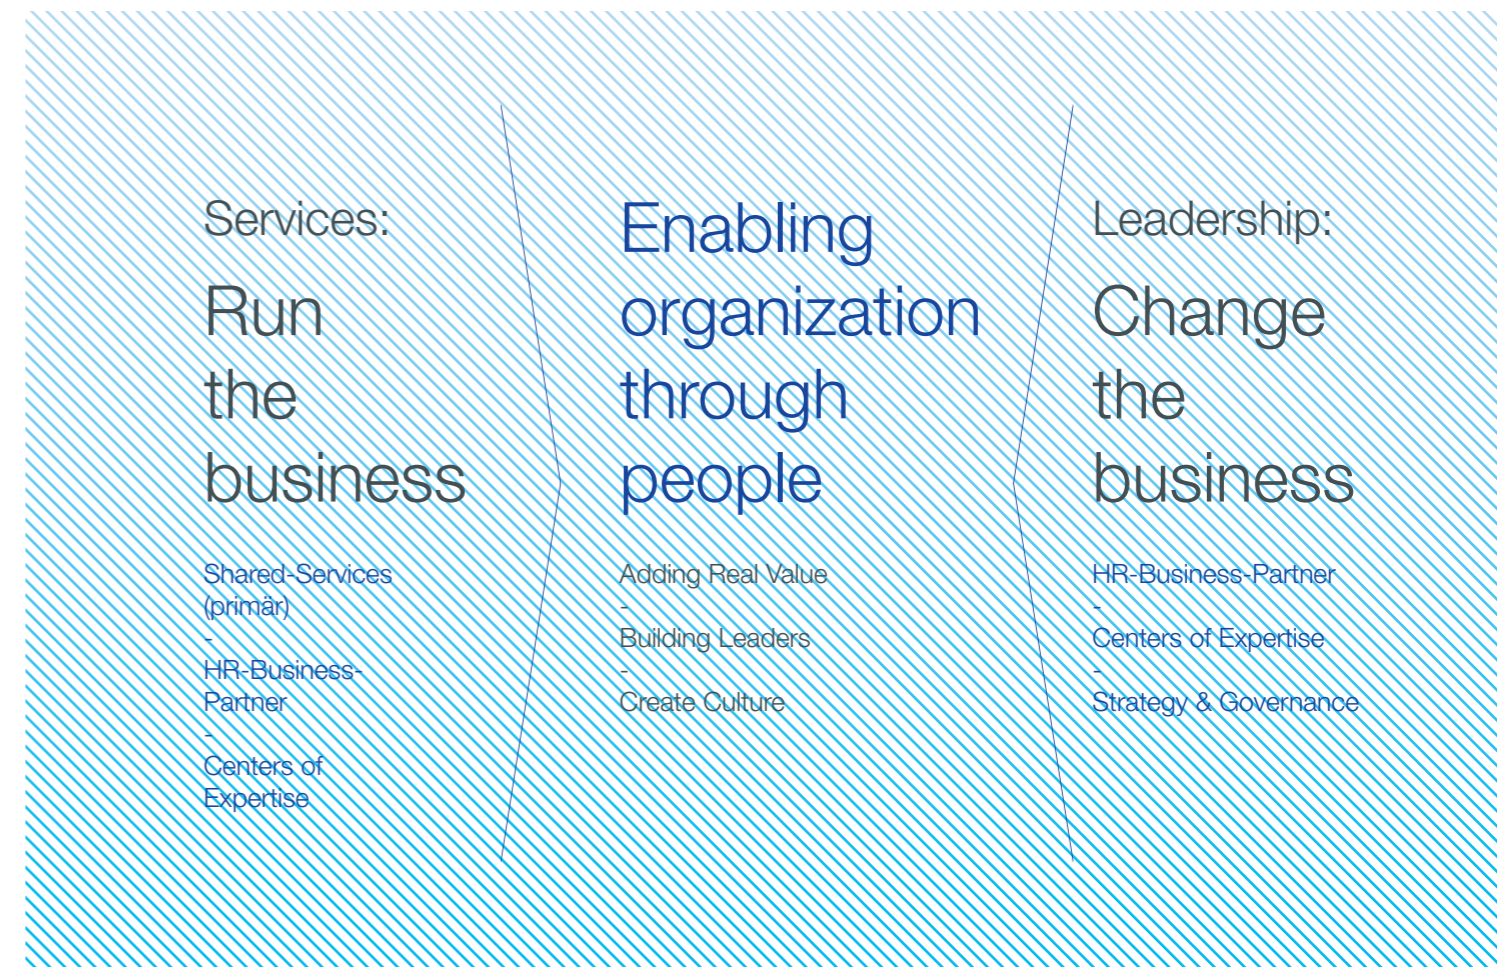 Services:
Run
the
business
Shared-Services
(primär)
-
HR-Business-
Partner
-
Centers of
Expertise
Enabling
organization
through
people
Adding Real Value
-
Building Leaders
-
Create Culture
Leadership:
Change
the
business
HR-Business-Partner
-
Centers of Expertise
-
Strategy & Governance